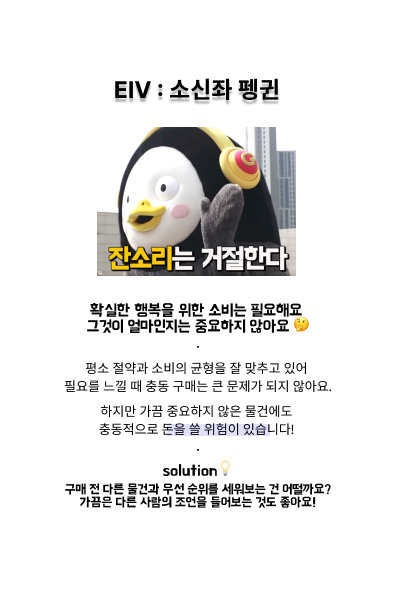 EIV : 소신좌 펭귄
잔소리는 거절한다
확실한 행복을 위한 소비는 필요해요
그것이 얼마인지는 중요하지 않아요 🤔
.
평소 절약과 소비의 균형을 잘 맞추고 있어
필요를 느낄 때 충동 구매는 큰 문제가 되지 않아요.
하지만 가끔 중요하지 않은 물건에도
충동적으로 돈을 쓸 위험이 있습니다!
.
solution💡
구매 전 다른 물건과 우선 순위를 세워보는 건 어떨까요?
가끔은 다른 사람의 조언을 들어보는 것도 좋아요!